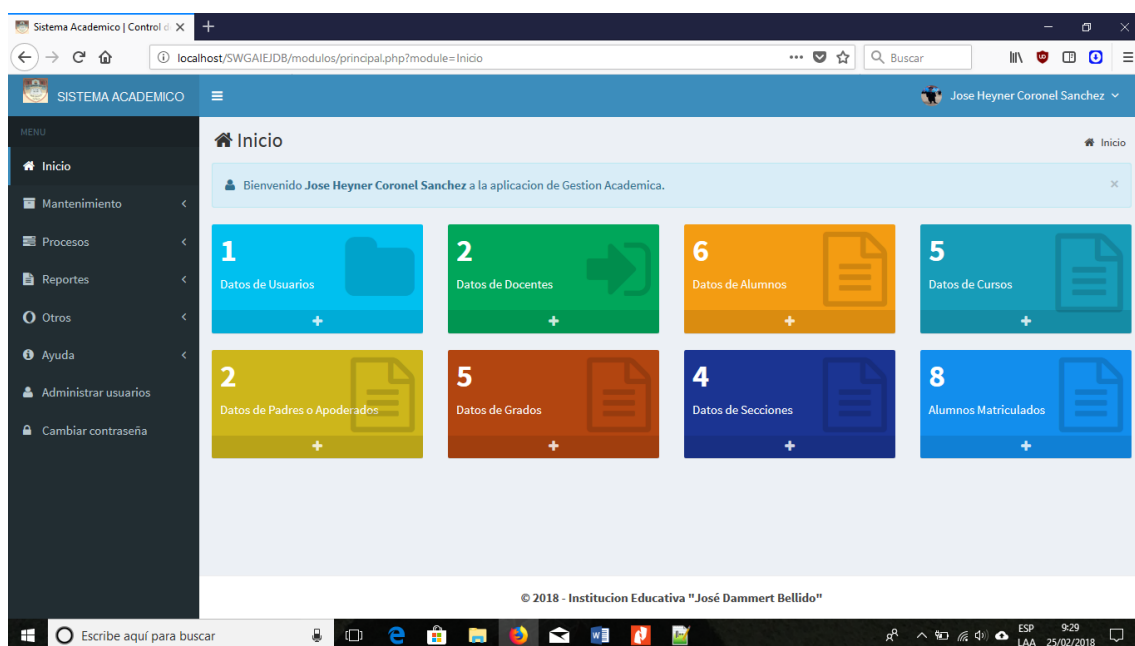 Sistema Academico | Control d
localhost/SWGAIEJDB/modulos/principal.php?module=Inicio
Buscar
SISTEMA ACADEMICO
Jose Heyner Coronel Sanchez
MENU
Inicio
Mantenimiento
Procesos
Reportes
Otros
Ayuda
Administrar usuarios
Cambiar contraseña
Inicio
Inicio
Bienvenido Jose Heyner Coronel Sanchez a la aplicacion de Gestion Academica.
1
Datos de Usuarios
2
Datos de Docentes
6
Datos de Alumnos
5
Datos de Cursos
2
Datos de Padres o Apoderados
5
Datos de Grados
4
Datos de Secciones
8
Alumnos Matriculados
© 2018 - Institucion Educativa "José Dammert Bellido"
Escribe aquí para buscar
ESP
LAA
9:29
25/02/2018